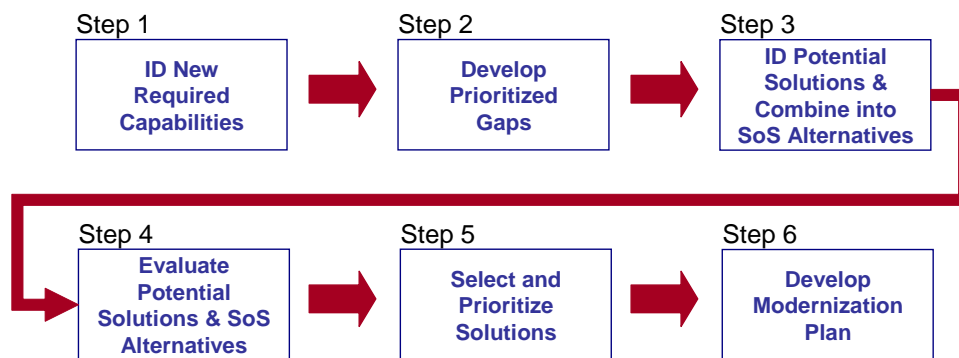 Step 1
ID New
Required
Capabilities
Step 2
Develop
Prioritized
Gaps
Step 3
ID Potential
Solutions &
Combine into
SoS Alternatives
Step 4
Evaluate
Potential
Solutions & SoS
Alternatives
Step 5
Select and
Prioritize
Solutions
Step 6
Develop
Modernization
Plan